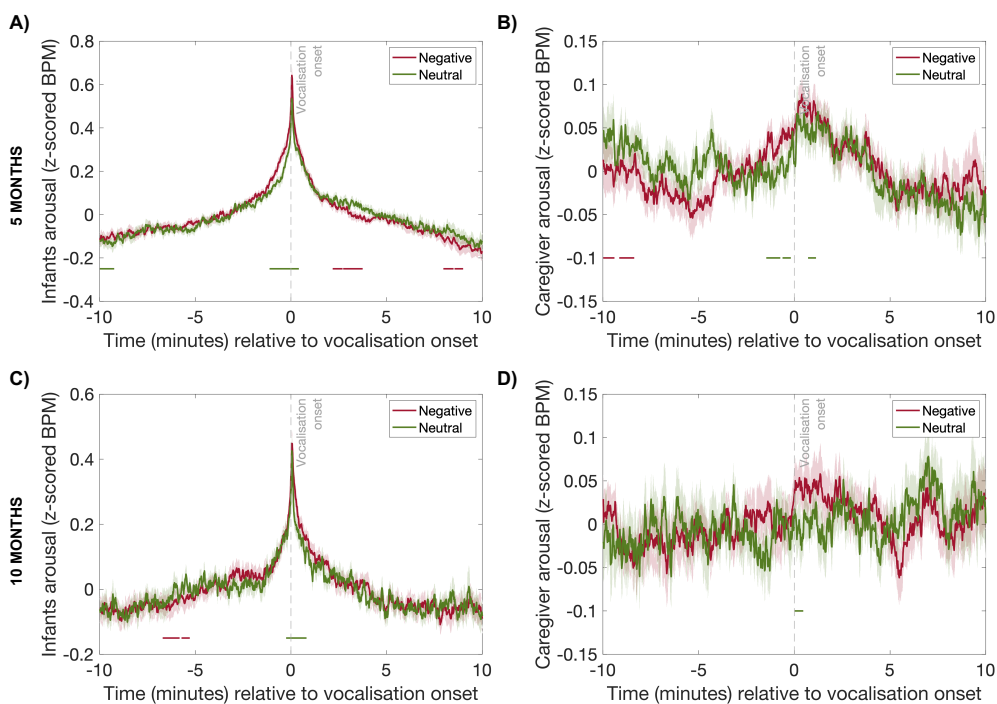 A)
5 MONTHS
Infants arousal (z-scored BPM)
0.8
0.6
0.4
0.2
0
-0.2
-0.4
Vocalisation
onset
Negative
Neutral
-10
-5
0
5
10
Time (minutes) relative to vocalisation onset
B)
Caregiver arousal (z-scored BPM)
0.15
0.1
0.05
0
-0.05
-0.1
-0.15
Vocalisation
onset
Negative
Neutral
-10
-5
0
5
10
Time (minutes) relative to vocalisation onset
C)
10 MONTHS
Infants arousal (z-scored BPM)
0.6
0.4
0.2
0
-0.2
Vocalisation
onset
Negative
Neutral
-10
-5
0
5
10
Time (minutes) relative to vocalisation onset
D)
Caregiver arousal (z-scored BPM)
0.15
0.1
0.05
0
-0.05
-0.1
-0.15
Vocalisation
onset
Negative
Neutral
-10
-5
0
5
10
Time (minutes) relative to vocalisation onset